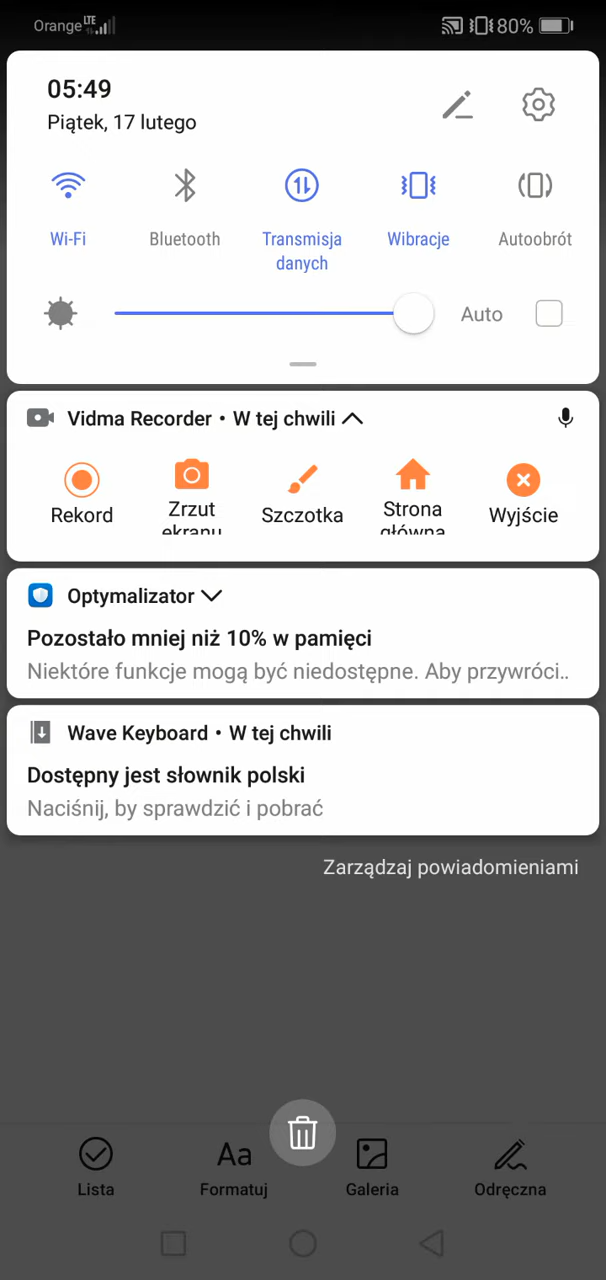 Orange LTE 80%
05:49
Piątek, 17 lutego
Wi-Fi Bluetooth Transmisja danych Wibracje Autoobrót
Auto
Vidma Recorder • W tej chwili
Rekord Zrzut ekranu Szczotka Strona główna Wyjście
Optymalizator
Pozostało mniej niż 10% w pamięci
Niektóre funkcje mogą być niedostępne. Aby przywróci..
Wave Keyboard • W tej chwili
Dostępny jest słownik polski
Naciśnij, by sprawdzić i pobrać
Zarządzaj powiadomieniami
Aa
Lista Formatuj Galeria Odręczna